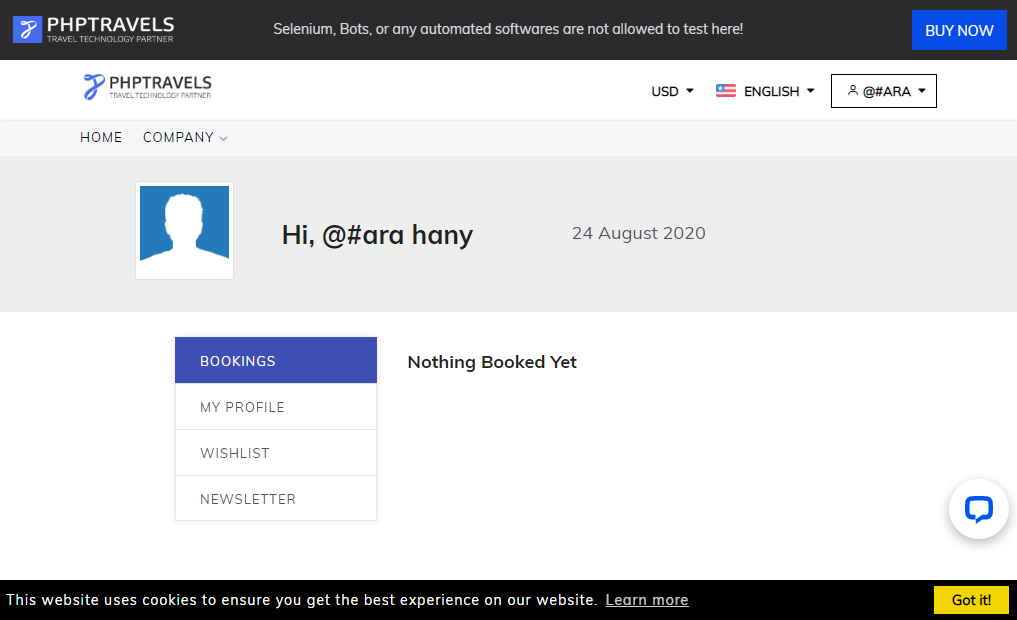 PHPTRAVELS
TRAVEL TECHNOLOGY PARTNER
Selenium, Bots, or any automated softwares are not allowed to test here!
BUY NOW
PHPTRAVELS
TRAVEL TECHNOLOGY PARTNER
USD
ENGLISH
@#ARA
HOME
COMPANY
Hi, @#ara hany
24 August 2020
BOOKINGS
Nothing Booked Yet
MY PROFILE
WISHLIST
NEWSLETTER
This website uses cookies to ensure you get the best experience on our website. Learn more
Got it!